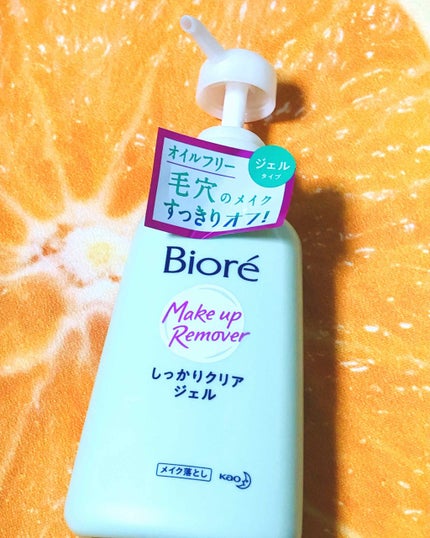 オイルフリー
ジェル
タイプ
毛穴のメイク
すっきりオフ!
Bioré
Make up
Remover
しっかりクリア
ジェル
メイク落とし
Kao